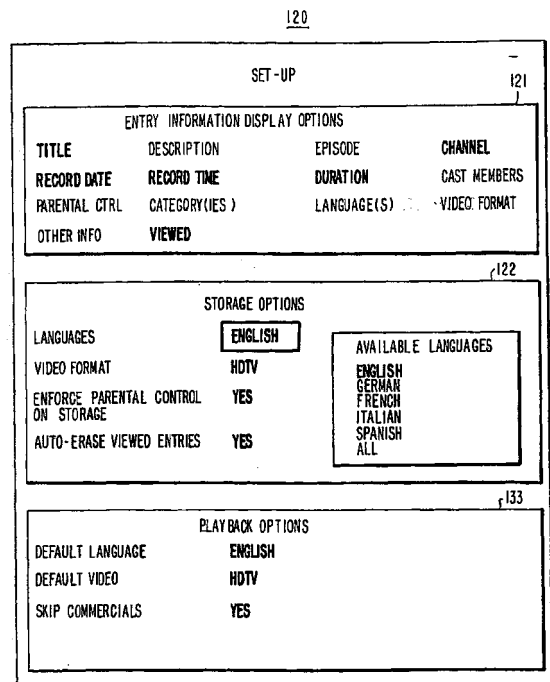 120
SET-UP
121
ENTRY INFORMATION DISPLAY OPTIONS
TITLE DESCRIPTION EPISODE CHANNEL
RECORD DATE RECORD TIME DURATION CAST MEMBERS
PARENTAL CTRL CATEGORY(IES) LANGUAGE(S) VIDEO FORMAT
OTHER INFO VIEWED
122
STORAGE OPTIONS
LANGUAGES ENGLISH
VIDEO FORMAT HDTV
ENFORCE PARENTAL CONTROL ON STORAGE YES
AUTO-ERASE VIEWED ENTRIES YES
AVAILABLE LANGUAGES
ENGLISH
GERMAN
FRENCH
ITALIAN
SPANISH
ALL
133
PLAYBACK OPTIONS
DEFAULT LANGUAGE ENGLISH
DEFAULT VIDEO HDTV
SKIP COMMERCIALS YES